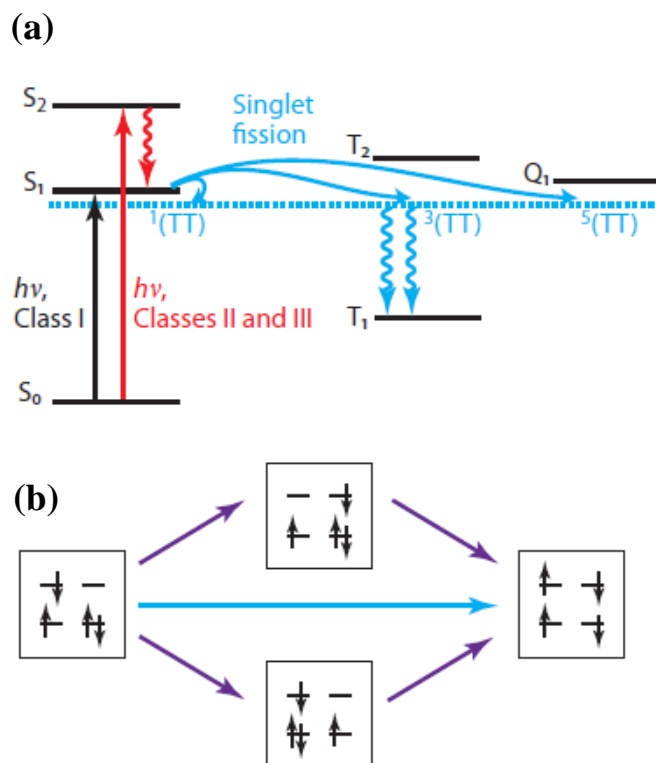 (a)
S₂
Singlet
fission
T₂
S₁
Q₁
¹(TT)
³(TT)
⁵(TT)
hν,
Class I
hν,
Classes II and III
T₁
S₀
(b)